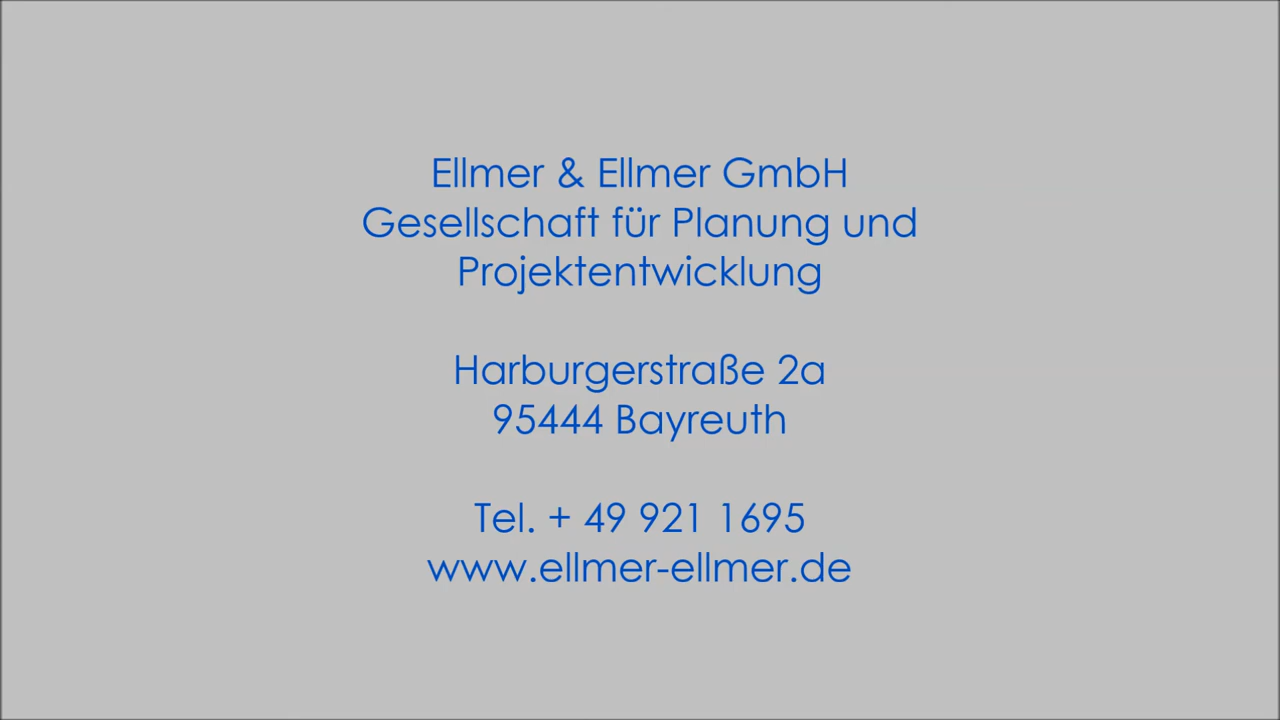 Ellmer & Ellmer GmbH
Gesellschaft für Planung und
Projektentwicklung
Harburgerstraße 2a
95444 Bayreuth
Tel. + 49 921 1695
www.ellmer-ellmer.de